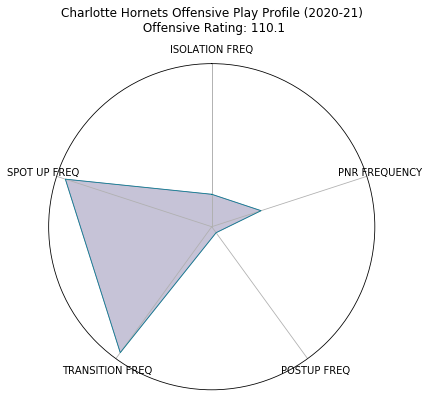 Charlotte Hornets Offensive Play Profile (2020-21)
Offensive Rating: 110.1
ISOLATION FREQ
SPOT UP FREQ
PNR FREQUENCY
TRANSITION FREQ
POSTUP FREQ